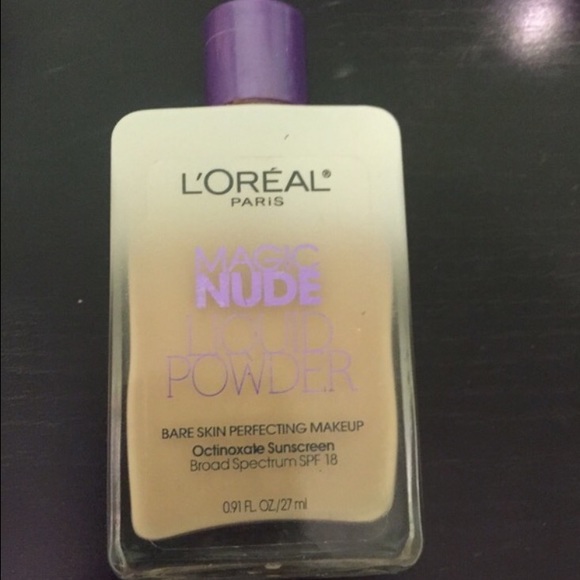 L'ORÉAL®
PARIS
MAGIC
NUDE
LIQUID
POWDER
BARE SKIN PERFECTING MAKEUP
Octinoxate Sunscreen
Broad Spectrum SPF 18
0.91 FL. OZ./27 ml